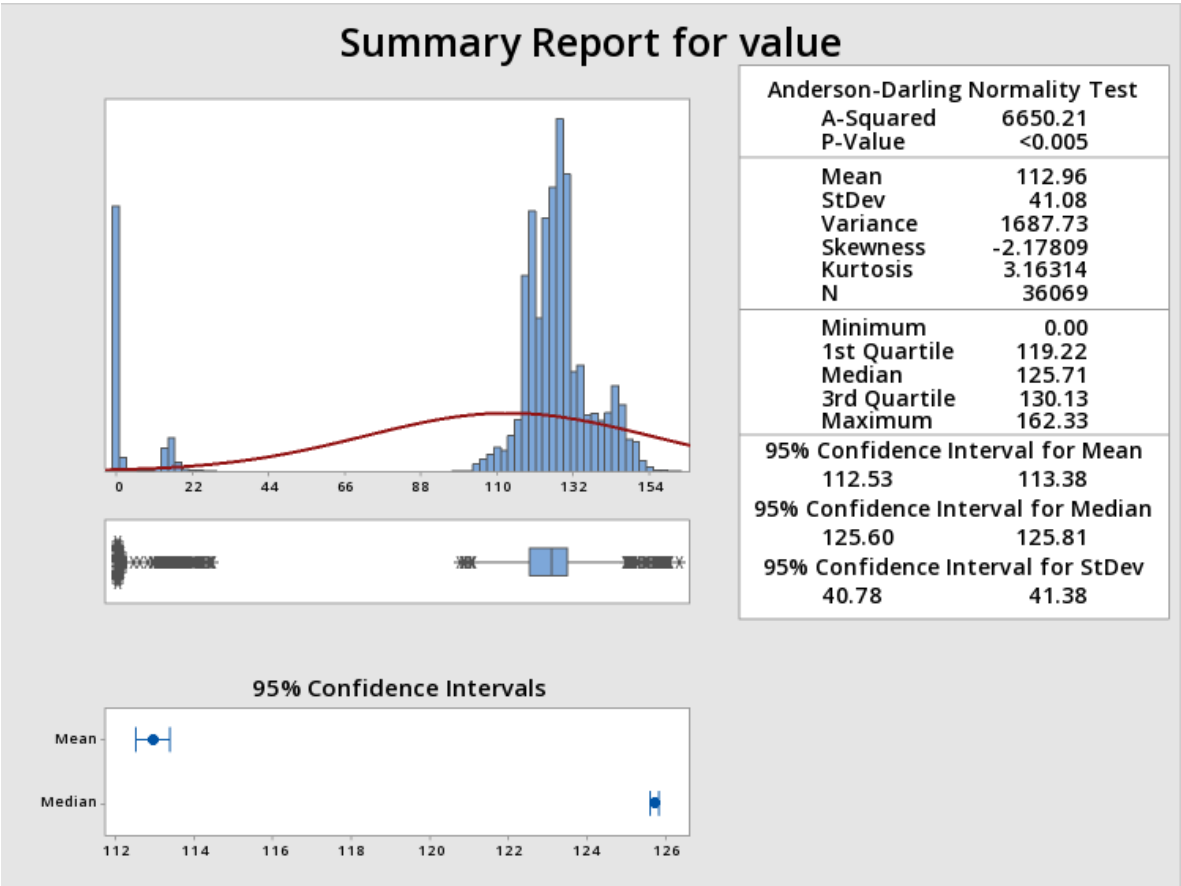 Summary Report for value
Anderson-Darling Normality Test
A-Squared 6650.21
P-Value <0.005
Mean 112.96
StDev 41.08
Variance 1687.73
Skewness -2.17809
Kurtosis 3.16314
N 36069
Minimum 0.00
1st Quartile 119.22
Median 125.71
3rd Quartile 130.13
Maximum 162.33
95% Confidence Interval for Mean
112.53 113.38
95% Confidence Interval for Median
125.60 125.81
95% Confidence Interval for StDev
40.78 41.38
0 22 44 66 88 110 132 154
95% Confidence Intervals
Mean
Median
112 114 116 118 120 122 124 126